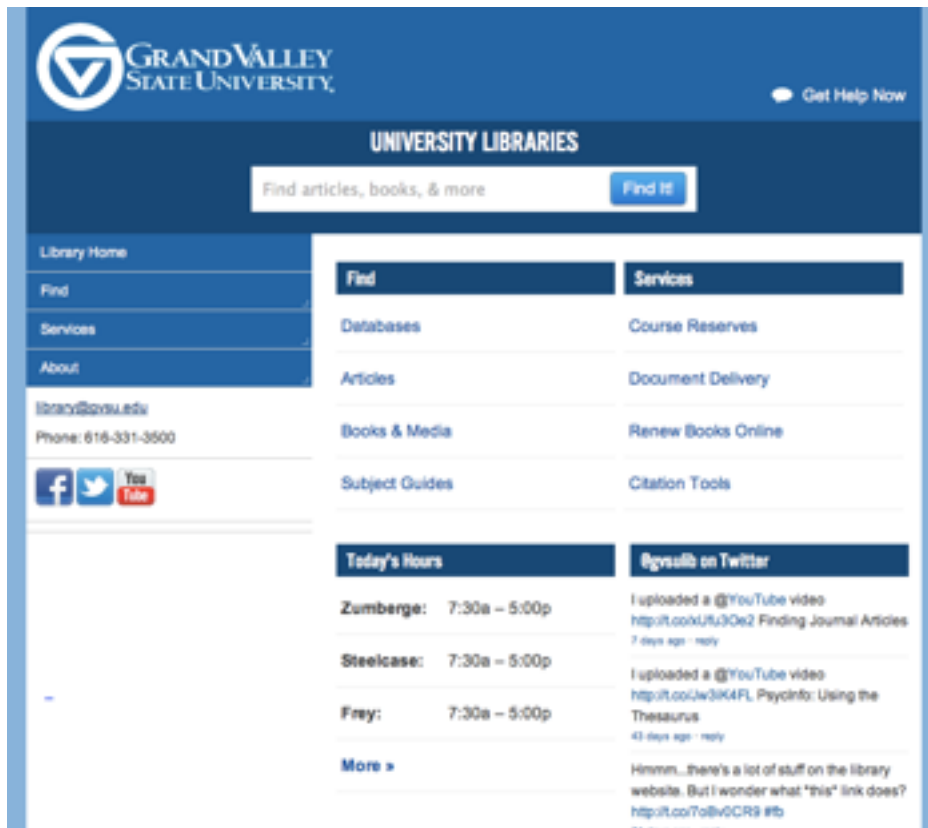 GRAND VALLEY
STATE UNIVERSITY
Get Help Now
UNIVERSITY LIBRARIES
Find articles, books, & more
Find It!
Library Home
Find
Services
About
library@gvsu.edu
Phone: 616-331-3500
You
Tube
Find
Databases
Articles
Books & Media
Subject Guides
Services
Course Reserves
Document Delivery
Renew Books Online
Citation Tools
Today's Hours
Zumberge: 7:30a – 5:00p
Steelcase: 7:30a – 5:00p
Frey: 7:30a – 5:00p
More »
@gvsulib on Twitter
I uploaded a @YouTube video
Finding Journal Articles
7 days ago · reply
I uploaded a @YouTube video
PsycInfo: Using the
Thesaurus
43 days ago · reply
Hmmm...there's a lot of stuff on the library
website. But I wonder what "this" link does?
http://t.co/7oBv0CR9 #fb